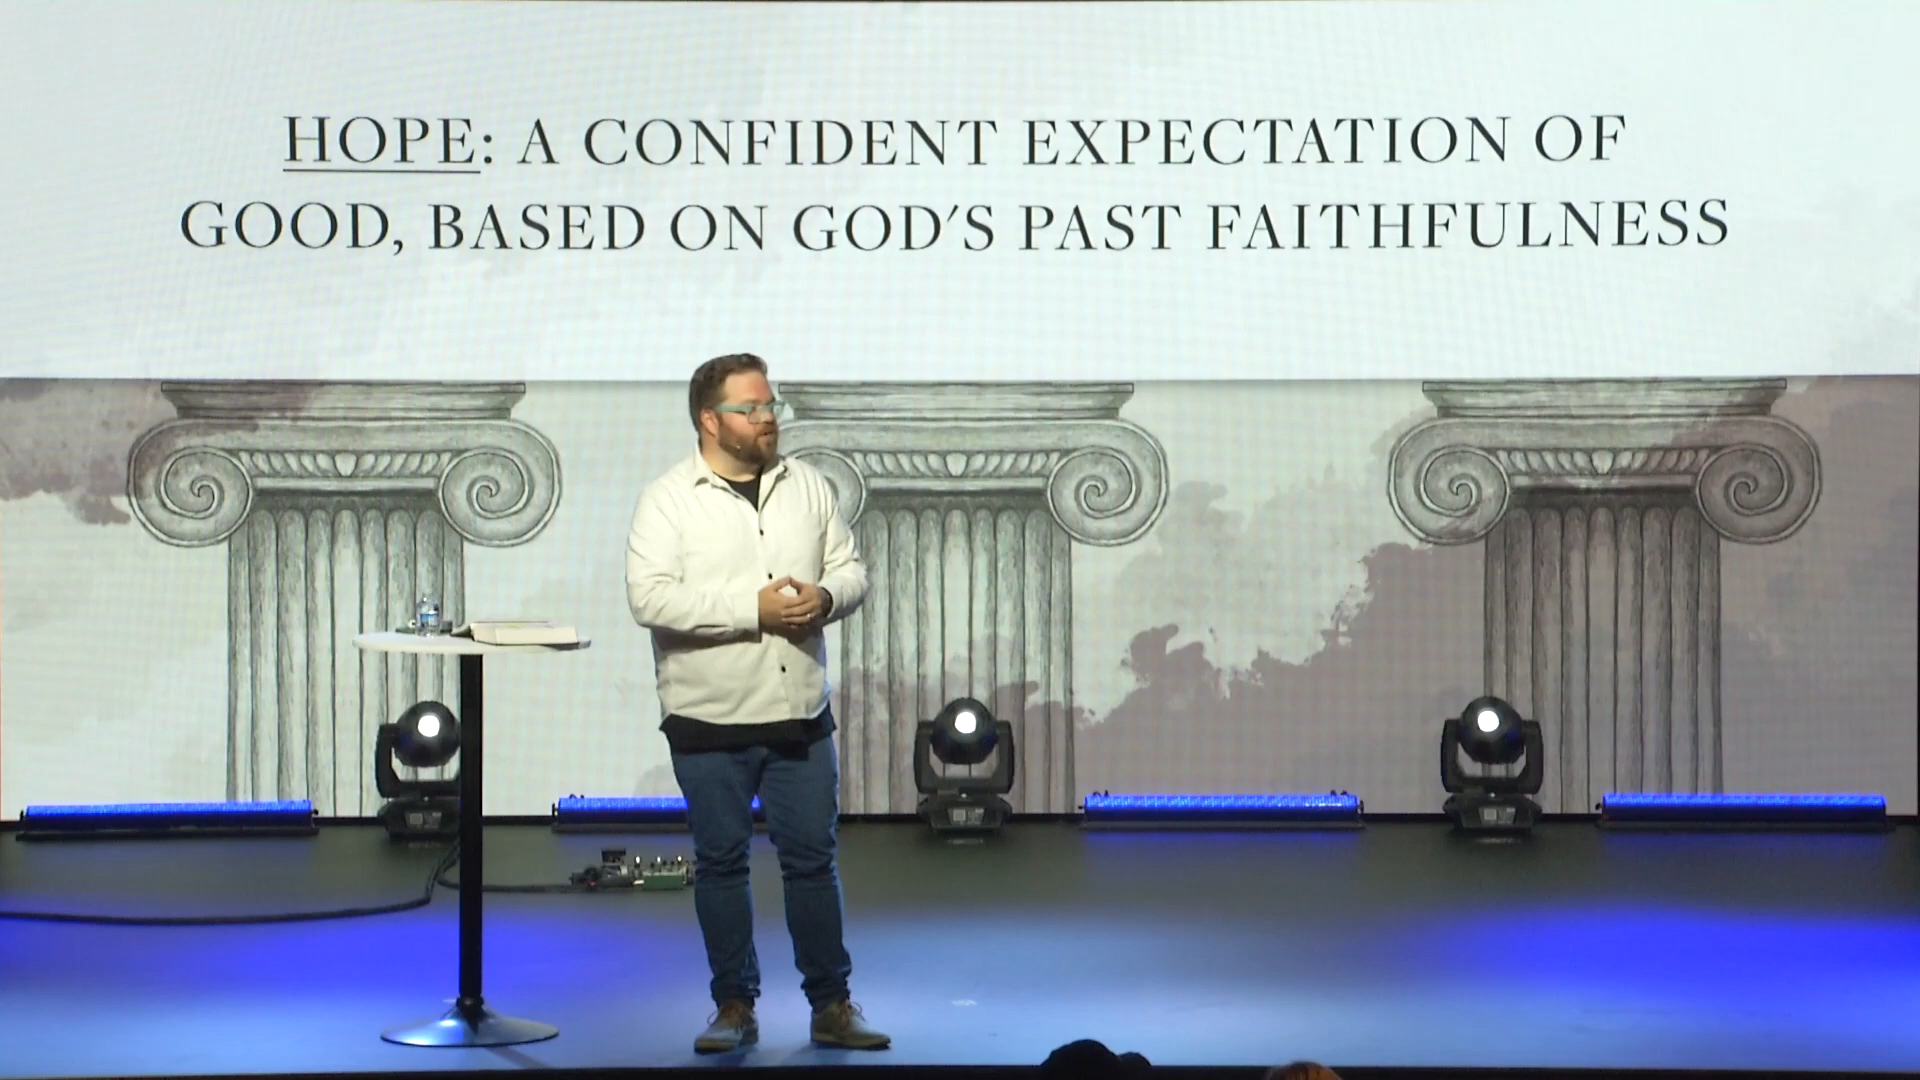 HOPE: A CONFIDENT EXPECTATION OF
GOOD, BASED ON GOD'S PAST FAITHFULNESS